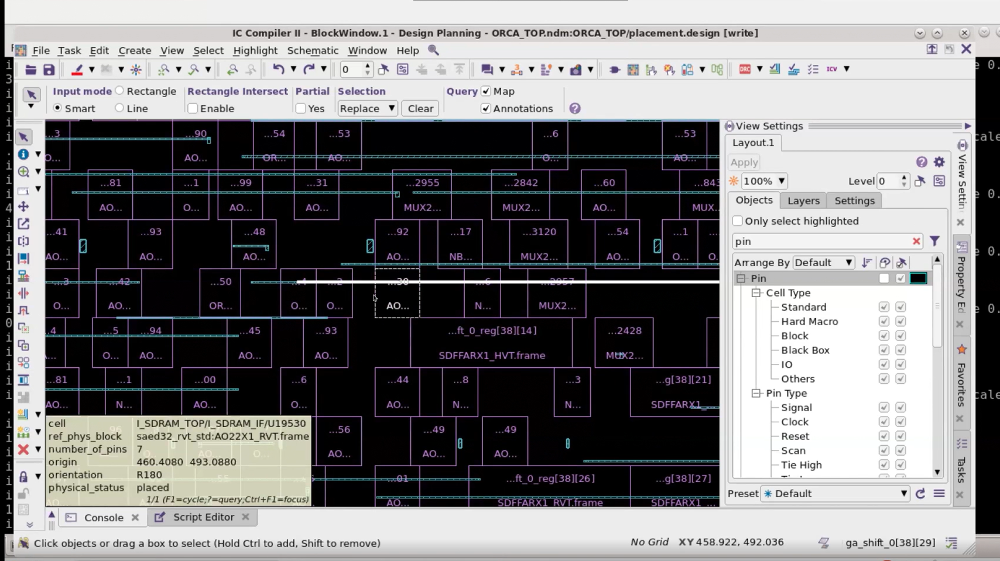 IC Compiler II - BlockWindow.1 - Design Planning - ORCA_TOP.ndm:ORCA_TOP/placement.design [write]
File Task Edit Create View Select Highlight Schematic Window Help
0
DRC
ICV
Input mode Rectangle Rectangle Intersect Partial Selection Query Map
Smart Line Enable Yes Replace Clear Annotations
...3 ...90 ...54 ...53 ...6 ...53
O... AO... OR... AO... O... AO...
...81 ...1 ...99 ...31 ...2955 ...2842 ...60 ...843
AO... O... AO... AO... MUX2... MUX2... AO... MUX..
...41 ...93 ...48 ...92 ...17 ...3120 ...54 ...1
AO... AO... AO... AO... NB... MUX2... AO... O... O.
...3 ...42 ...50 ...4 ...2 ...30 ...6 ...2957
O... AO... OR... O... O... AO... N... MUX2...
...4 ...5 ...94 ...45 ...93 ...ft_0_reg[38][14] ...2428
O... AO... AO... AO... SDFFARX1_HVT.frame MUX2...
...81 ...1 ...00 ...6 ...44 ...8 ...3 ...g[38][21]
AO... N... AO... O... AO... N... N... SDFFARX1_
...56 ...49 ...49
AO... AO... AO...
...01 ...ft_0_reg[38][26] ...g[38][27]
AO... SDFFARX1_RVT.frame SDFFARX1 ...
cell I_SDRAM_TOP/I_SDRAM_IF/U19530
ref_phys_block saed32_rvt_std:AO22X1_RVT.frame
number_of_pins 7
origin 460.4080 493.0880
orientation R180
physical_status placed
1/1 (F1=cycle;?=query;Ctrl+F1=focus)
View Settings
Layout.1
Apply
100% Level 0
Objects Layers Settings
Only select highlighted
pin
Arrange By Default
Pin
Cell Type
Standard
Hard Macro
Block
Black Box
IO
Others
Pin Type
Signal
Clock
Reset
Scan
Tie High
Preset Default
View Settin
Property Ed
Favorites
Tasks
Console Script Editor
Click objects or drag a box to select (Hold Ctrl to add, Shift to remove) No Grid XY 458.922, 492.036 ga_shift_0[38][29]